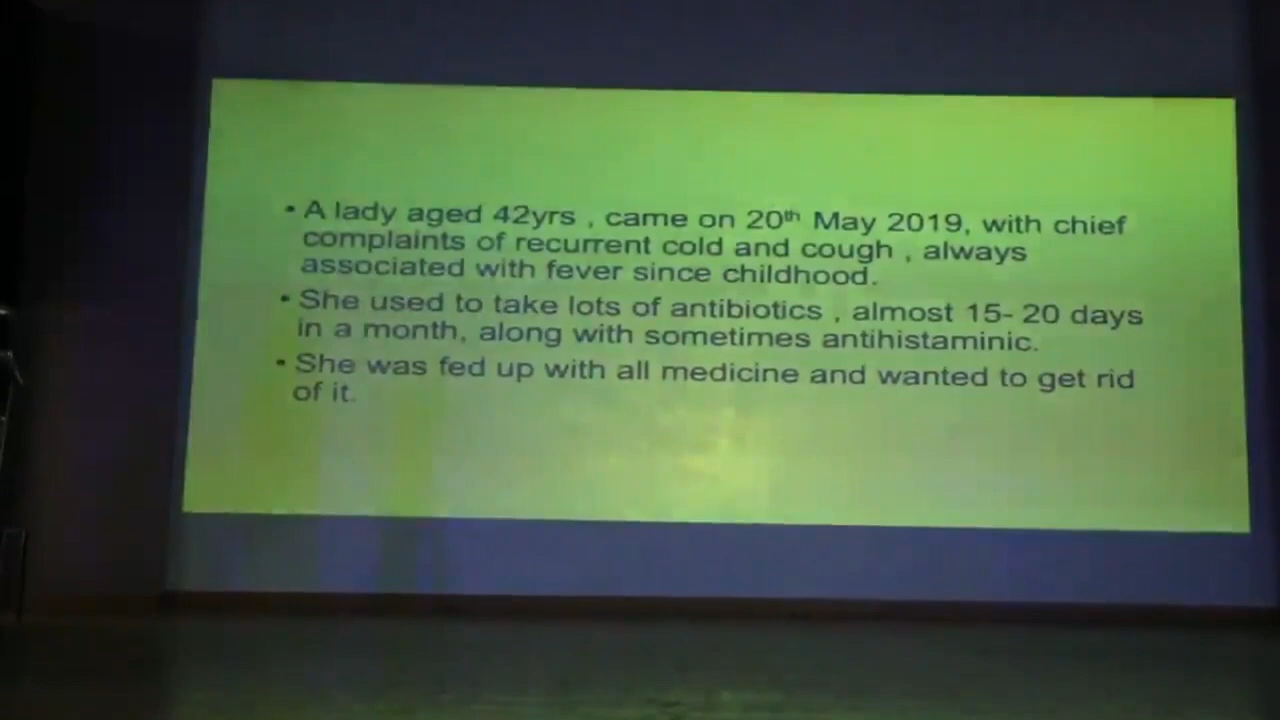 • A lady aged 42yrs , came on 20th May 2019, with chief
complaints of recurrent cold and cough , always
associated with fever since childhood.
• She used to take lots of antibiotics , almost 15- 20 days
in a month, along with sometimes antihistaminic.
• She was fed up with all medicine and wanted to get rid
of it.